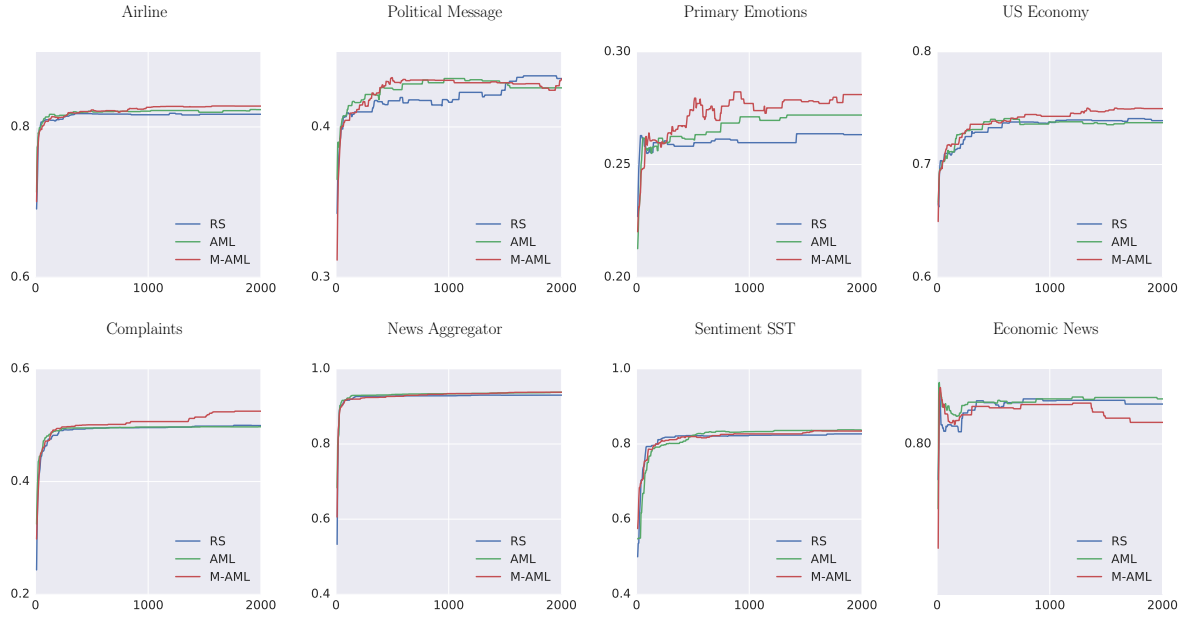 Airline
0.8
0.6
0
1000
2000
RS
AML
M-AML
Political Message
0.4
0.3
0
1000
2000
RS
AML
M-AML
Primary Emotions
0.30
0.25
0.20
0
1000
2000
RS
AML
M-AML
US Economy
0.8
0.7
0.6
0
1000
2000
RS
AML
M-AML
Complaints
0.6
0.4
0.2
0
1000
2000
RS
AML
M-AML
News Aggregator
1.0
0.8
0.6
0.4
0
1000
2000
RS
AML
M-AML
Sentiment SST
1.0
0.8
0.6
0.4
0
1000
2000
RS
AML
M-AML
Economic News
0.80
0
1000
2000
RS
AML
M-AML